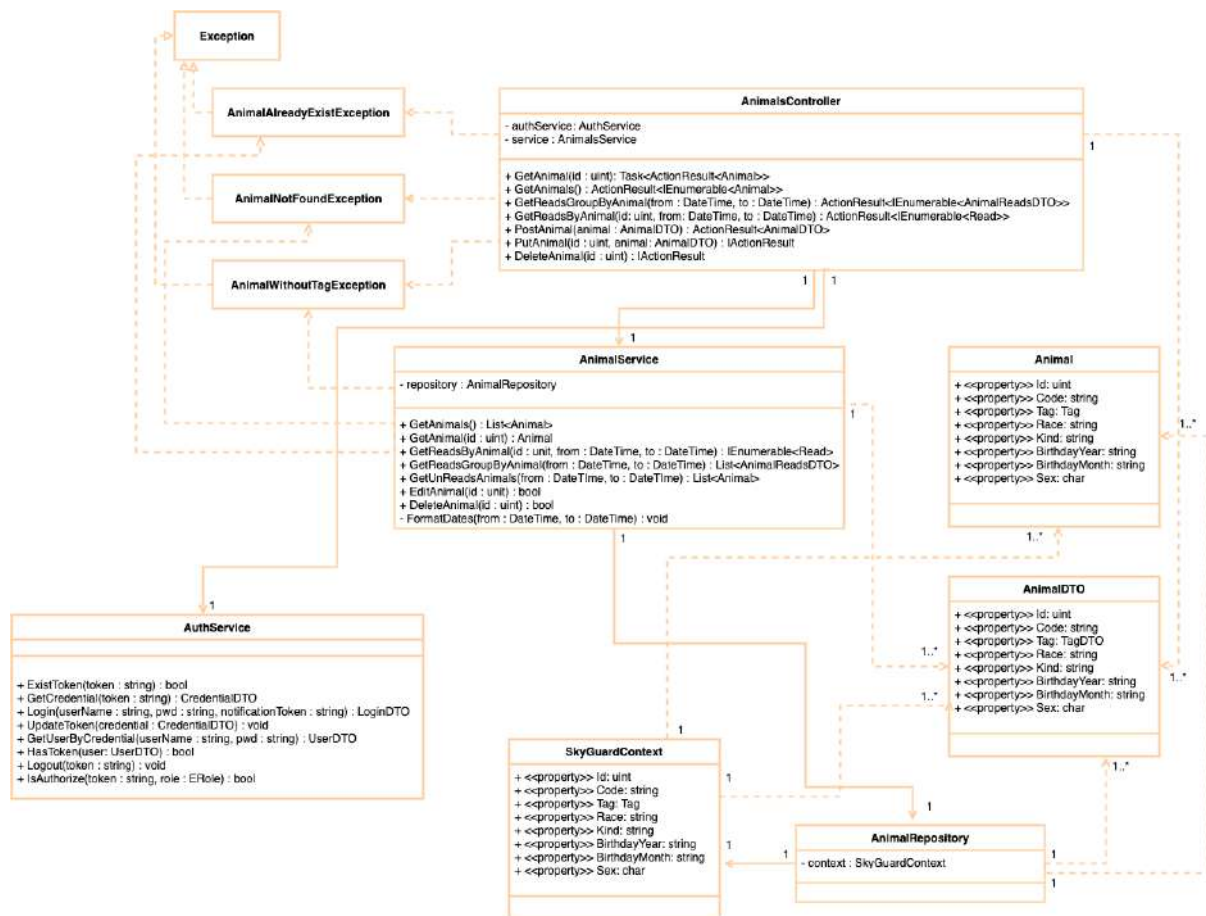 Exception
AnimalAlreadyExistException
AnimalNotFoundException
AnimalWithoutTagException
AnimalsController
- authService: AuthService
- service : AnimalsService
+ GetAnimal(id : uint): Task<ActionResult<Animal>>
+ GetAnimals() : ActionResult<IEnumerable<Animal>>
+ GetReadsGroupByAnimal(from : DateTime, to : DateTime) : ActionResult<IEnumerable<AnimalReadsDTO>>
+ GetReadsByAnimal(id: uint, from: DateTime, to : DateTime) : ActionResult<IEnumerable<Read>>
+ PostAnimal(animal : AnimalDTO) : ActionResult<AnimalDTO>
+ PutAnimal(id : uint, animal: AnimalDTO) : IActionResult
+ DeleteAnimal(id : uint) : IActionResult
1
1
1
1
AnimalService
- repository : AnimalRepository
+ GetAnimals() : List<Animal>
+ GetAnimal(id : uint) : Animal
+ GetReadsByAnimal(id : unit, from : DateTime, to : DateTime) : IEnumerable<Read>
+ GetReadsGroupByAnimal(from : DateTime, to : DateTime) : List<AnimalReadsDTO>
+ GetUnReadsAnimals(from : DateTime, to : DateTime) : List<Animal>
+ EditAnimal(id : unit) : bool
+ DeleteAnimal(id : uint) : bool
- FormatDates(from : DateTime, to : DateTime) : void
1
1
Animal
+ <<property>> Id: uint
+ <<property>> Code: string
+ <<property>> Tag: Tag
+ <<property>> Race: string
+ <<property>> Kind: string
+ <<property>> BirthdayYear: string
+ <<property>> BirthdayMonth: string
+ <<property>> Sex: char
1..*
1..*
AuthService
1
+ ExistToken(token : string) : bool
+ GetCredential(token : string) : CredentialDTO
+ Login(userName : string, pwd : string, notificationToken : string) : LoginDTO
+ UpdateToken(credential : CredentialDTO) : void
+ GetUserByCredential(userName : string, pwd : string) : UserDTO
+ HasToken(user: UserDTO) : bool
+ Logout(token : string) : void
+ IsAuthorize(token : string, role : ERole) : bool
AnimalDTO
+ <<property>> Id: uint
+ <<property>> Code: string
+ <<property>> Tag: TagDTO
+ <<property>> Race: string
+ <<property>> Kind: string
+ <<property>> BirthdayYear: string
+ <<property>> BirthdayMonth: string
+ <<property>> Sex: char
1..*
1..*
1..*
1..*
SkyGuardContext
+ <<property>> Id: uint
+ <<property>> Code: string
+ <<property>> Tag: Tag
+ <<property>> Race: string
+ <<property>> Kind: string
+ <<property>> BirthdayYear: string
+ <<property>> BirthdayMonth: string
+ <<property>> Sex: char
1
1
1
1
AnimalRepository
- context : SkyGuardContext
1
1
1